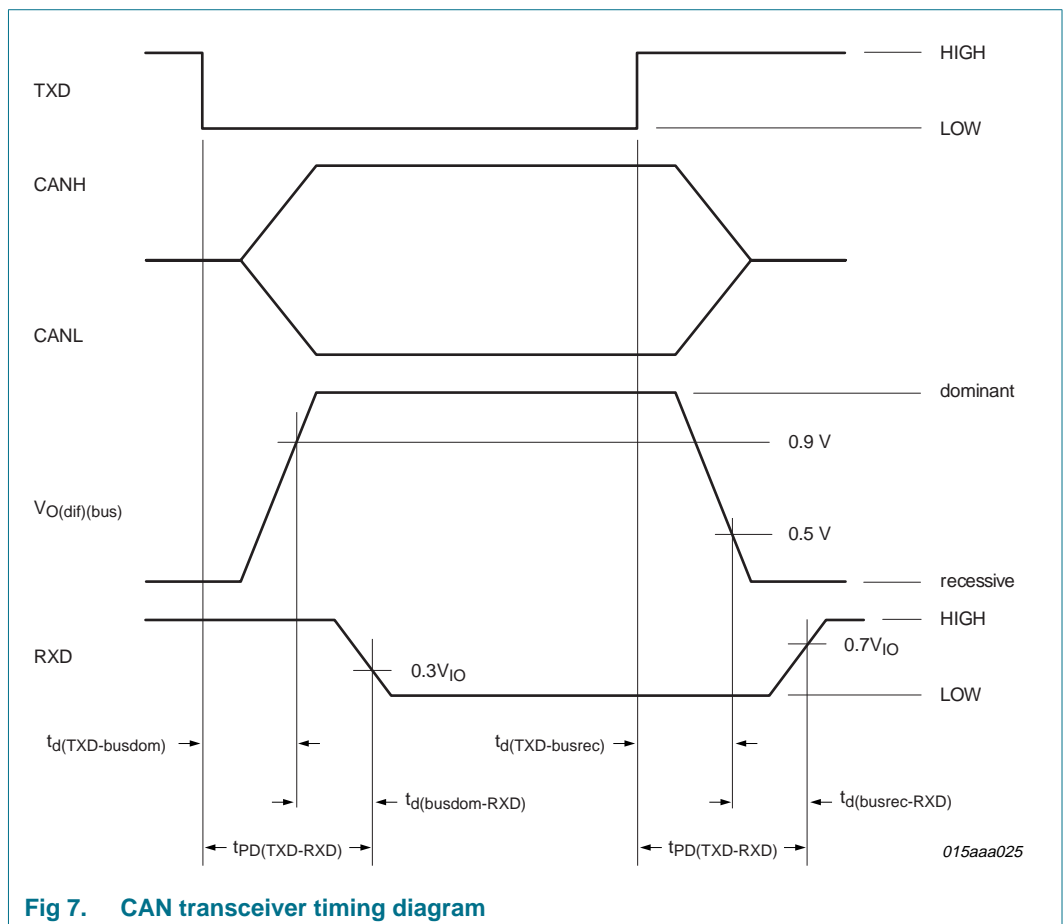 HIGH
TXD
LOW
CANH
CANL
dominant
0.9 V
VO(dif)(bus)
0.5 V
recessive
HIGH
RXD
0.7VIO
0.3VIO
LOW
td(TXD-busdom)
td(TXD-busrec)
td(busdom-RXD)
td(busrec-RXD)
tPD(TXD-RXD)
tPD(TXD-RXD)
015aaa025
Fig 7. CAN transceiver timing diagram